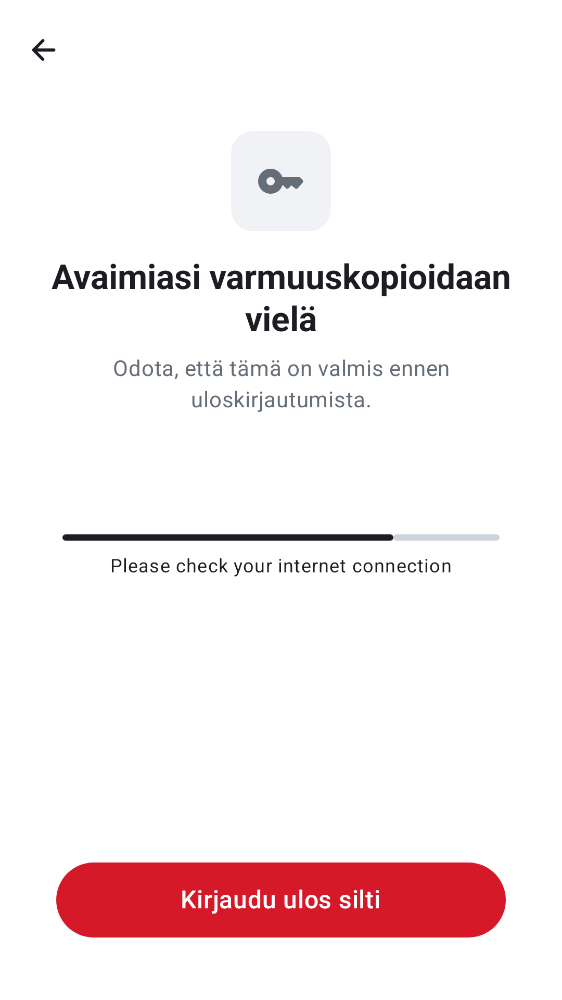 Avaimiasi varmuuskopioidaan
vielä
Odota, että tämä on valmis ennen
uloskirjautumista.
Please check your internet connection
Kirjaudu ulos silti